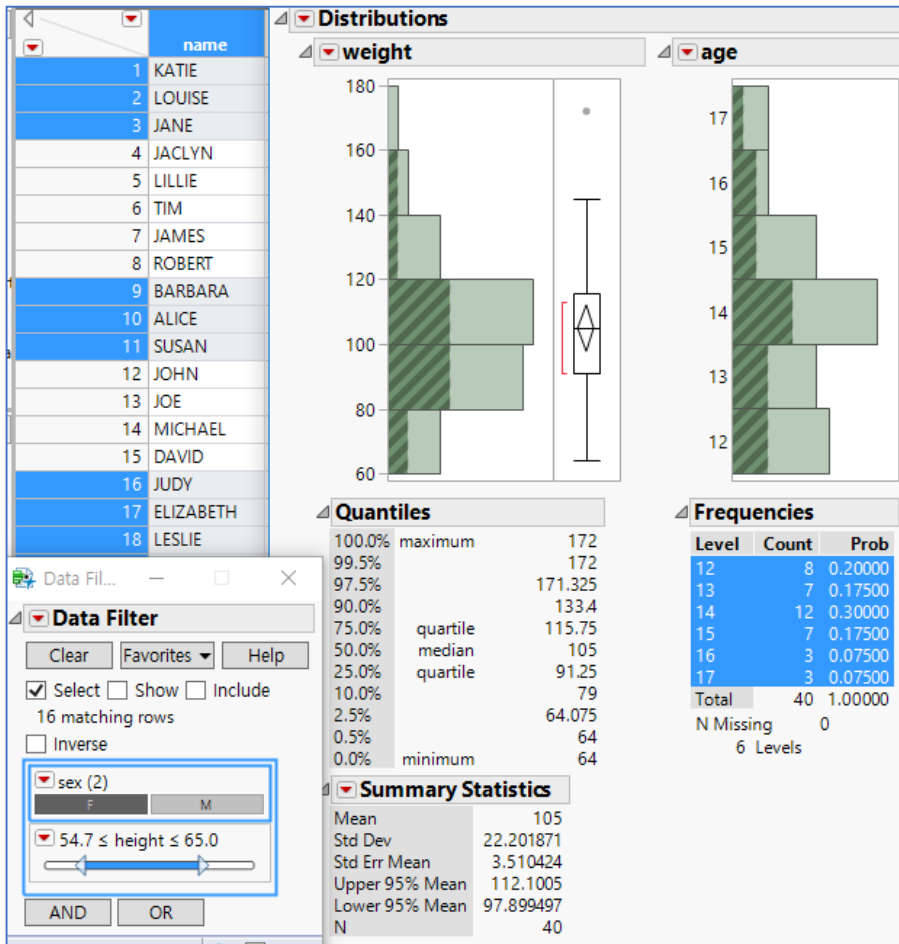 name
1 KATIE
2 LOUISE
3 JANE
4 JACLYN
5 LILLIE
6 TIM
7 JAMES
8 ROBERT
9 BARBARA
10 ALICE
11 SUSAN
12 JOHN
13 JOE
14 MICHAEL
15 DAVID
16 JUDY
17 ELIZABETH
18 LESLIE
Data Fil...
Data Filter
Clear Favorites Help
Select Show Include
16 matching rows
Inverse
sex (2)
F M
54.7 ≤ height ≤ 65.0
AND OR
Distributions
weight
180
160
140
120
100
80
60
Quantiles
100.0% maximum 172
99.5% 172
97.5% 171.325
90.0% 133.4
75.0% quartile 115.75
50.0% median 105
25.0% quartile 91.25
10.0% 79
2.5% 64.075
0.5% 64
0.0% minimum 64
Summary Statistics
Mean 105
Std Dev 22.201871
Std Err Mean 3.510424
Upper 95% Mean 112.1005
Lower 95% Mean 97.899497
N 40
age
17
16
15
14
13
12
Frequencies
Level Count Prob
12 8 0.20000
13 7 0.17500
14 12 0.30000
15 7 0.17500
16 3 0.07500
17 3 0.07500
Total 40 1.00000
N Missing 0
6 Levels